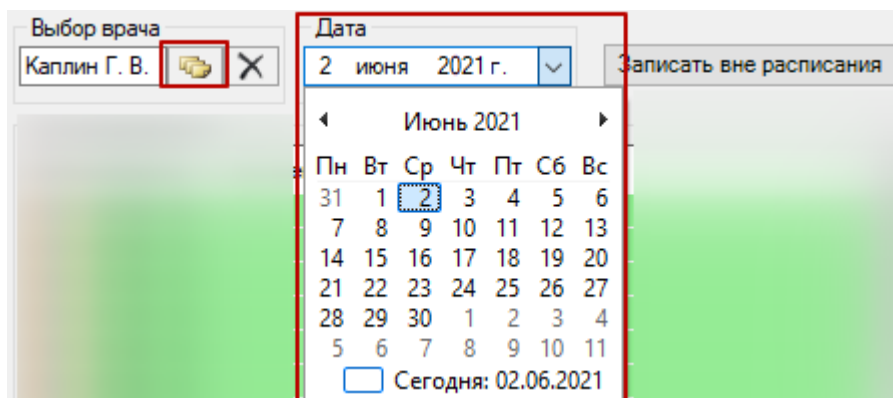 Выбор врача
Дата
Каплин Г. В.
2 июня 2021 г.
Записать вне расписания
Июнь 2021
Пн Вт Ср Чт Пт Сб Вс
31 1 2 3 4 5 6
7 8 9 10 11 12 13
14 15 16 17 18 19 20
21 22 23 24 25 26 27
28 29 30 1 2 3 4
5 6 7 8 9 10 11
Сегодня: 02.06.2021